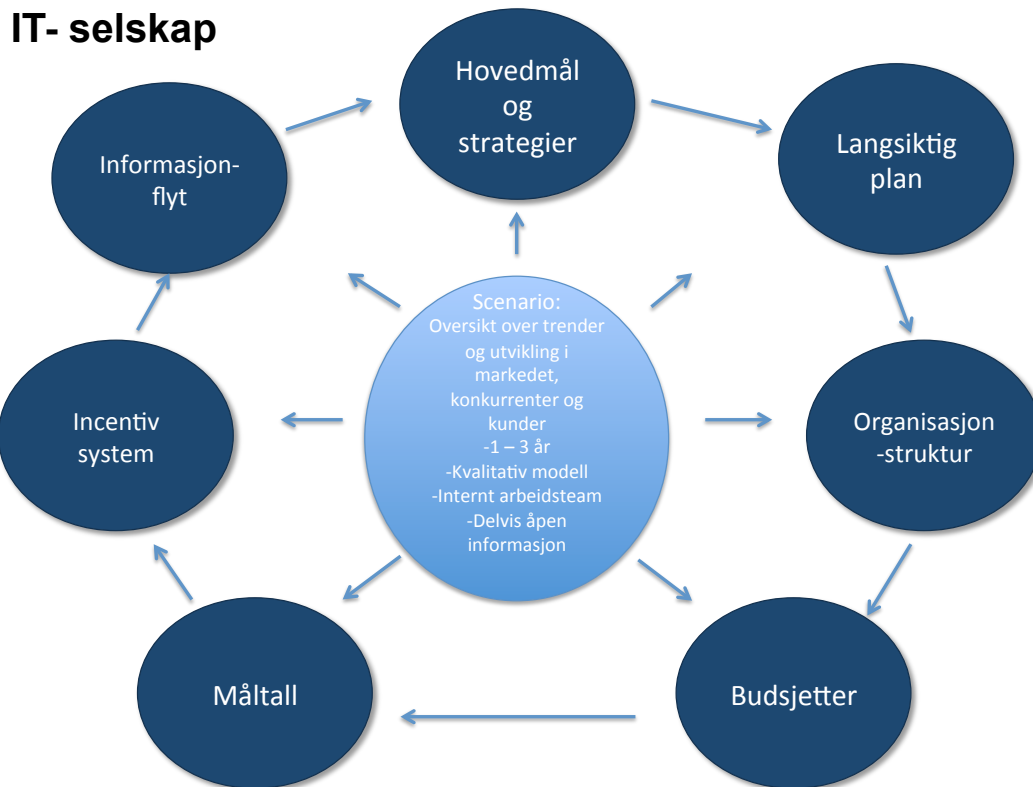 IT- selskap
Hovedmål
og
strategier
Informasjon-
flyt
Langsiktig
plan
Scenario:
Oversikt over trender
og utvikling i
markedet,
konkurrenter og
kunder
-1 – 3 år
-Kvalitativ modell
-Internt arbeidsteam
-Delvis åpen
informasjon
Incentiv
system
Organisasjon
-struktur
Måltall
Budsjetter